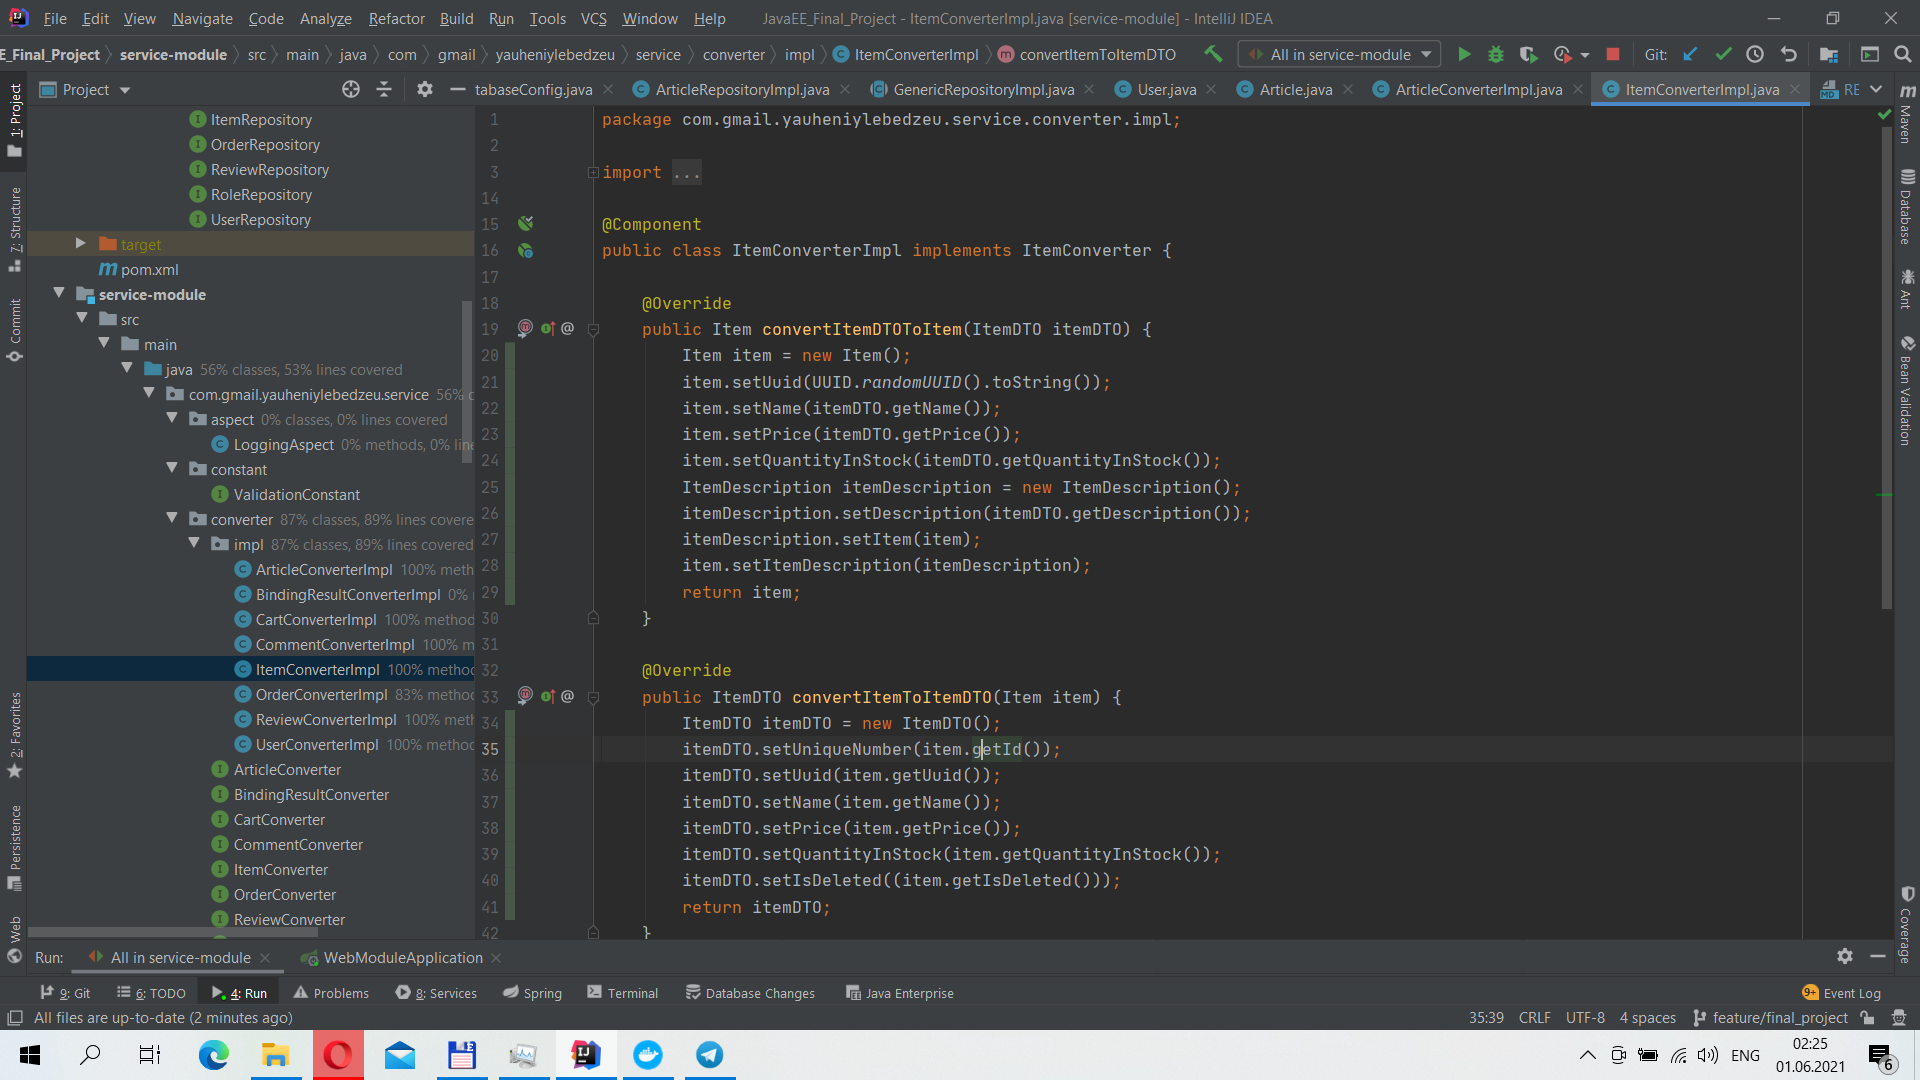 File Edit View Navigate Code Analyze Refactor Build Run Tools VCS Window Help JavaEE_Final_Project - ItemConverterImpl.java [service-module] - IntelliJ IDEA
E_Final_Project service-module src main java com gmail yauheniylebedzeu service converter impl ItemConverterImpl convertItemToItemDTO All in service-module Git:
Project tabaseConfig.java ArticleRepositoryImpl.java GenericRepositoryImpl.java User.java Article.java ArticleConverterImpl.java ItemConverterImpl.java RE
1: Project
7: Structure
Commit
2: Favorites
Persistence
Web
ItemRepository
OrderRepository
ReviewRepository
RoleRepository
UserRepository
target
pom.xml
service-module
src
main
java 56% classes, 53% lines covered
com.gmail.yauheniylebedzeu.service 56% c
aspect 0% classes, 0% lines covered
LoggingAspect 0% methods, 0% line
constant
ValidationConstant
converter 87% classes, 89% lines covere
impl 87% classes, 89% lines covered
ArticleConverterImpl 100% meth
BindingResultConverterImpl 0%
CartConverterImpl 100% method
CommentConverterImpl 100% m
ItemConverterImpl 100% method
OrderConverterImpl 83% method
ReviewConverterImpl 100% meth
UserConverterImpl 100% method
ArticleConverter
BindingResultConverter
CartConverter
CommentConverter
ItemConverter
OrderConverter
ReviewConverter
1 package com.gmail.yauheniylebedzeu.service.converter.impl;
2
3 import ...
14
15 @Component
16 public class ItemConverterImpl implements ItemConverter {
17
18 @Override
19 public Item convertItemDTOToItem(ItemDTO itemDTO) {
20 Item item = new Item();
21 item.setUuid(UUID.randomUUID().toString());
22 item.setName(itemDTO.getName());
23 item.setPrice(itemDTO.getPrice());
24 item.setQuantityInStock(itemDTO.getQuantityInStock());
25 ItemDescription itemDescription = new ItemDescription();
26 itemDescription.setDescription(itemDTO.getDescription());
27 itemDescription.setItem(item);
28 item.setItemDescription(itemDescription);
29 return item;
30 }
31
32 @Override
33 public ItemDTO convertItemToItemDTO(Item item) {
34 ItemDTO itemDTO = new ItemDTO();
35 itemDTO.setUniqueNumber(item.getId());
36 itemDTO.setUuid(item.getUuid());
37 itemDTO.setName(item.getName());
38 itemDTO.setPrice(item.getPrice());
39 itemDTO.setQuantityInStock(item.getQuantityInStock());
40 itemDTO.setIsDeleted((item.getIsDeleted()));
41 return itemDTO;
42 }
Maven
Database
Ant
Bean Validation
Coverage
Run: All in service-module WebModuleApplication
9: Git 6: TODO 4: Run Problems 8: Services Spring Terminal Database Changes Java Enterprise 9+ Event Log
All files are up-to-date (2 minutes ago) 35:39 CRLF UTF-8 4 spaces feature/final_project
ENG 02:25
01.06.2021 6